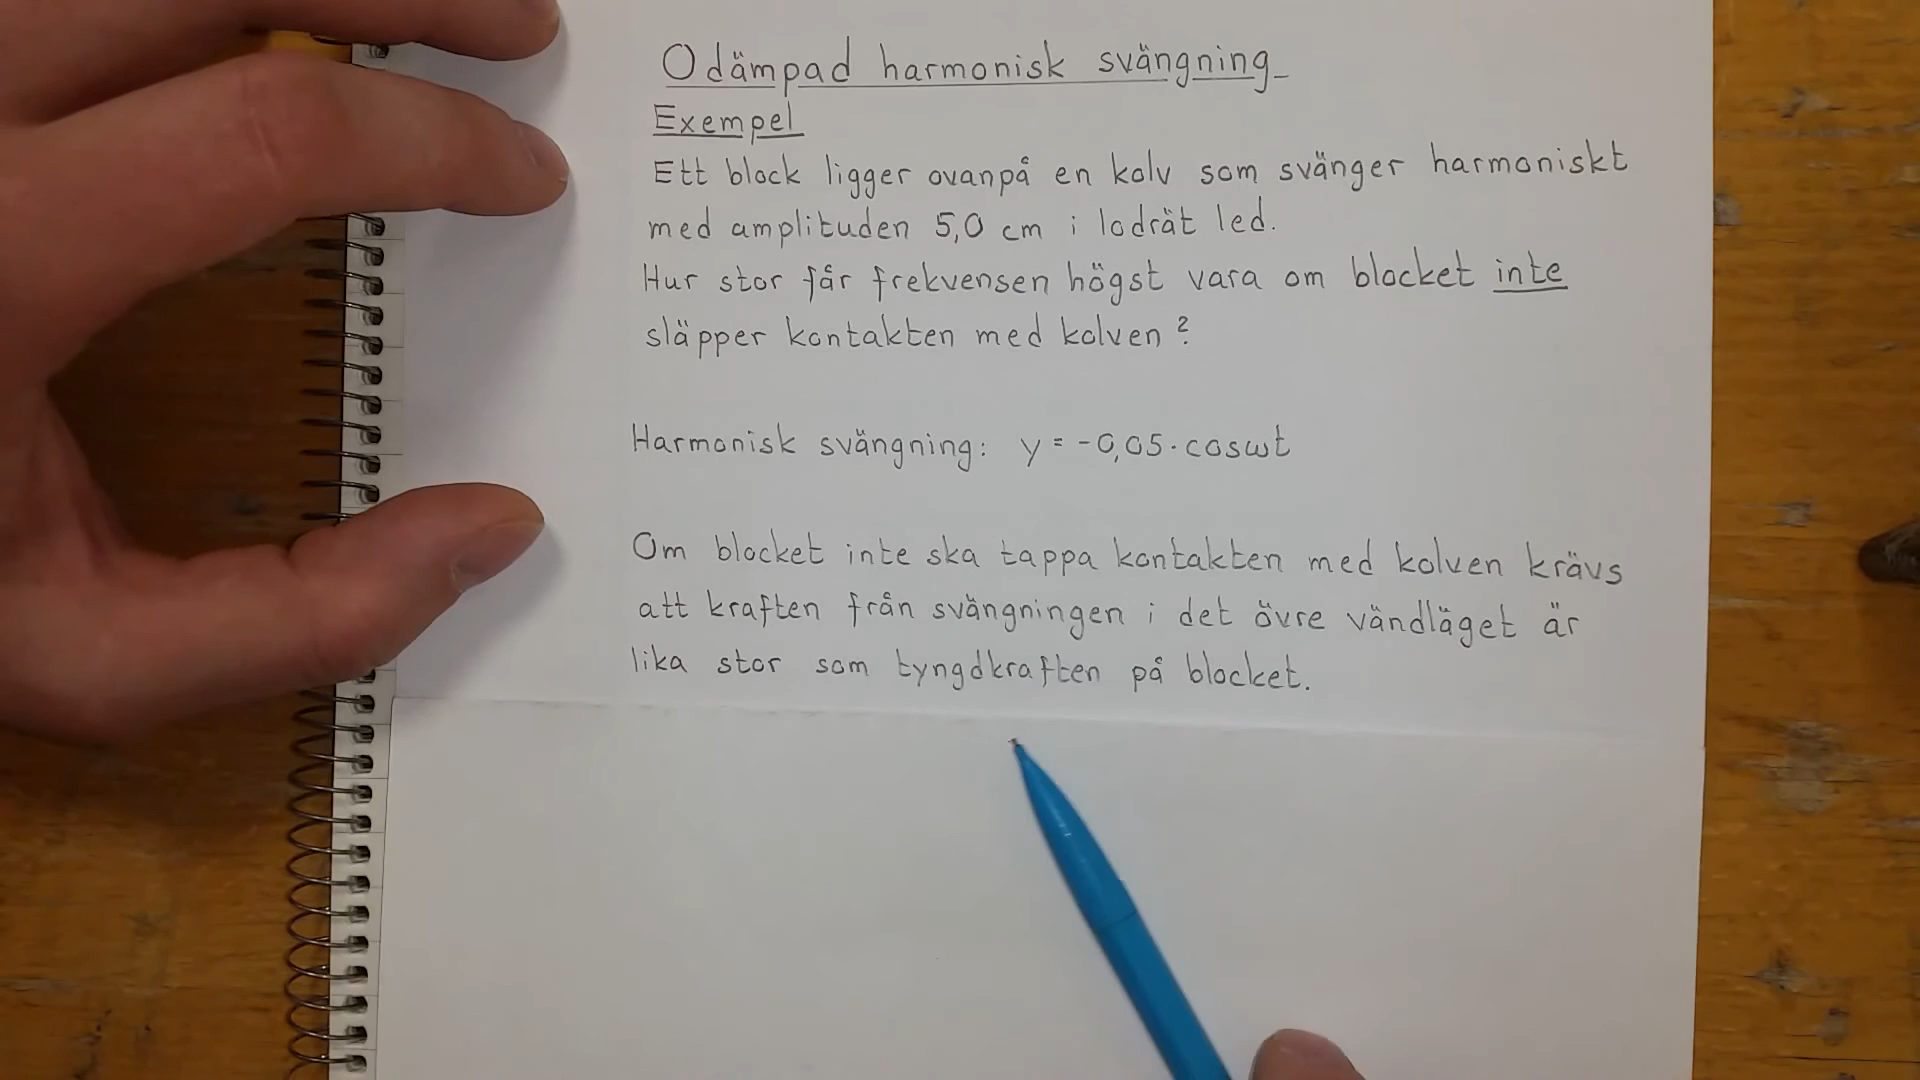 Odämpad harmonisk svängning
Exempel
Ett block ligger ovanpå en kolv som svänger harmoniskt
med amplituden 5,0 cm i lodrät led.
Hur stor får frekvensen högst vara om blocket inte
släpper kontakten med kolven?
Harmonisk svängning: y = -0,05·cosωt
Om blocket inte ska tappa kontakten med kolven krävs
att kraften från svängningen i det övre vändläget är
lika stor som tyngdkraften på blocket.